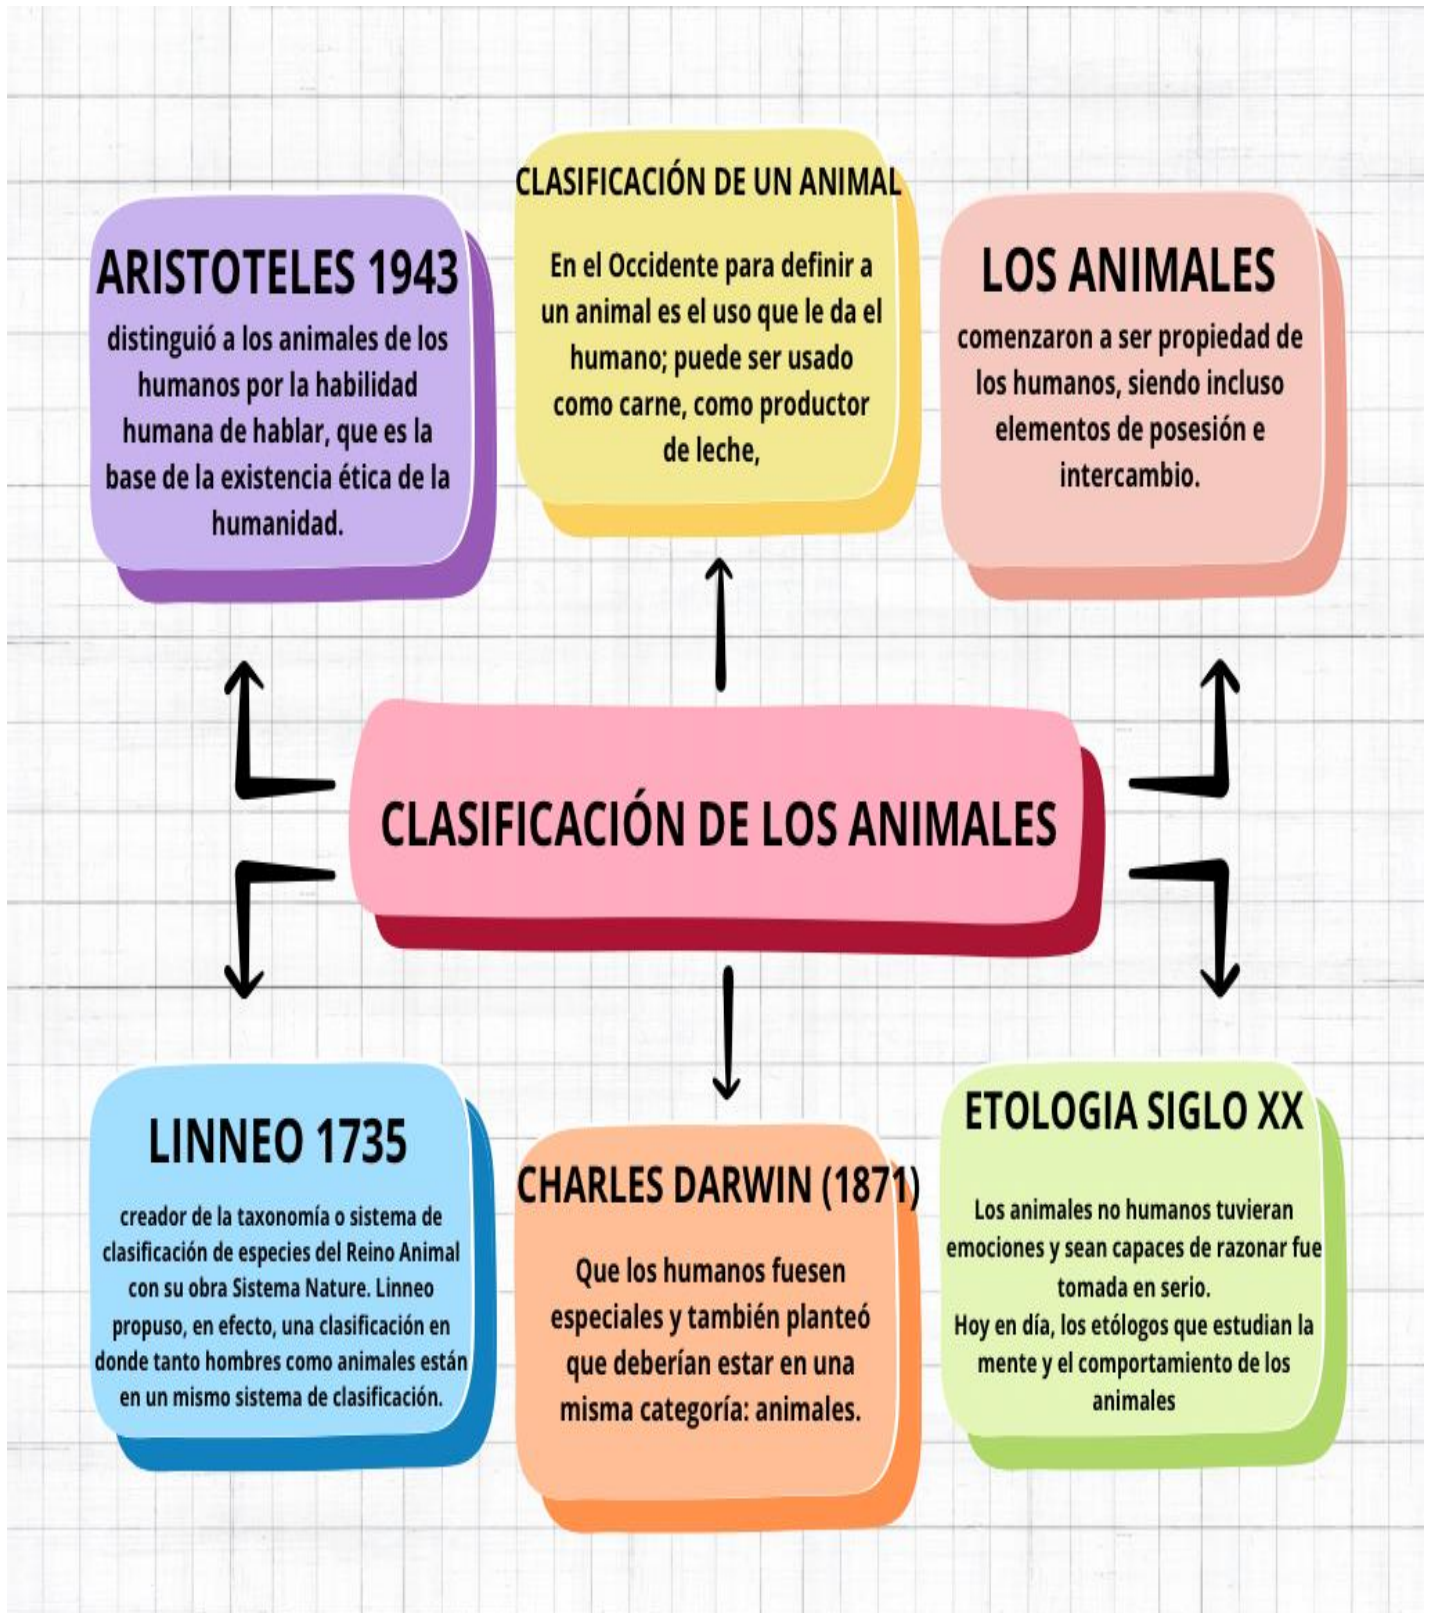 CLASIFICACIÓN DE UN ANIMAL
En el Occidente para definir a
un animal es el uso que le da el
humano; puede ser usado
como carne, como productor
de leche,
ARISTOTELES 1943
distinguió a los animales de los
humanos por la habilidad
humana de hablar, que es la
base de la existencia ética de la
humanidad.
LOS ANIMALES
comenzaron a ser propiedad de
los humanos, siendo incluso
elementos de posesión e
intercambio.
CLASIFICACIÓN DE LOS ANIMALES
LINNEO 1735
creador de la taxonomía o sistema de
clasificación de especies del Reino Animal
con su obra Sistema Nature. Linneo
propuso, en efecto, una clasificación en
donde tanto hombres como animales están
en un mismo sistema de clasificación.
CHARLES DARWIN (1871)
Que los humanos fuesen
especiales y también planteó
que deberían estar en una
misma categoría: animales.
ETOLOGIA SIGLO XX
Los animales no humanos tuvieran
emociones y sean capaces de razonar fue
tomada en serio.
Hoy en día, los etólogos que estudian la
mente y el comportamiento de los
animales